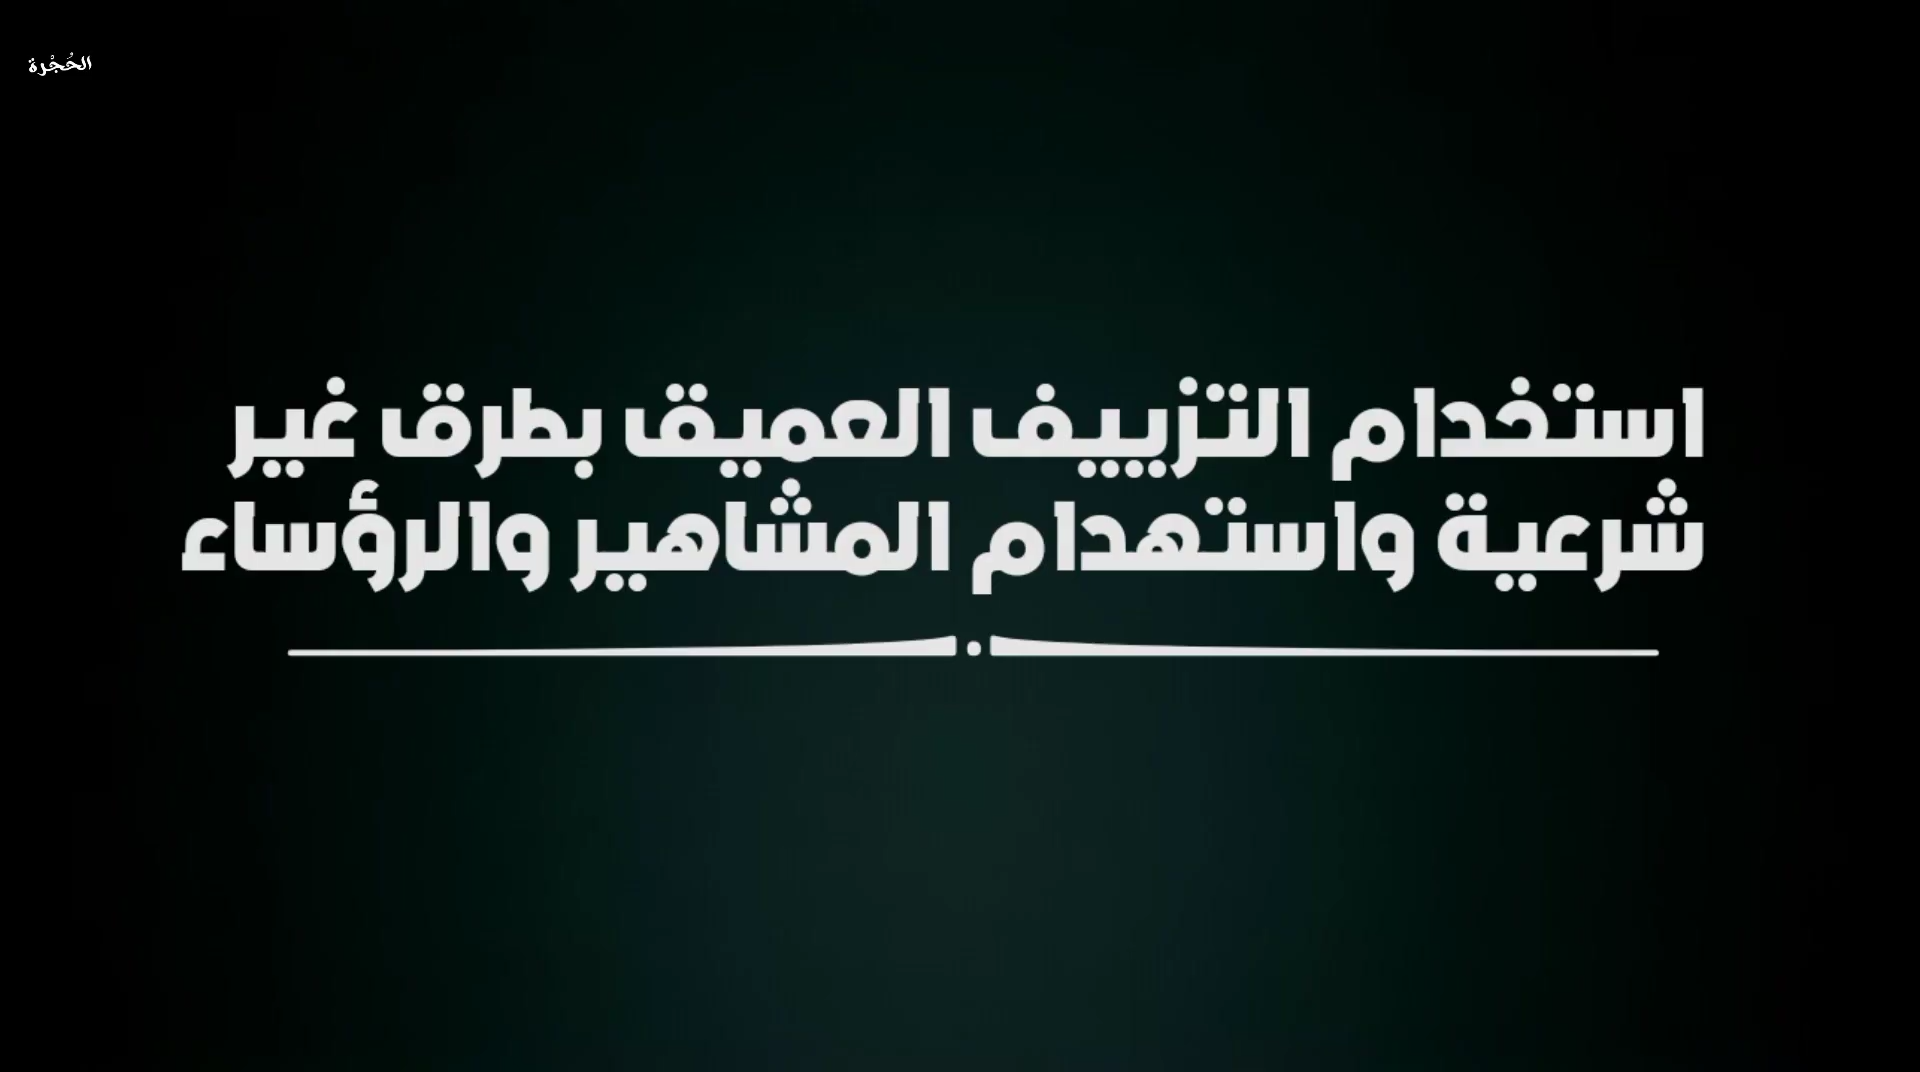 الحُجْرة
استخدام التزييف العميق بطرق غير
شرعية واستهدام المشاهير والرؤساء